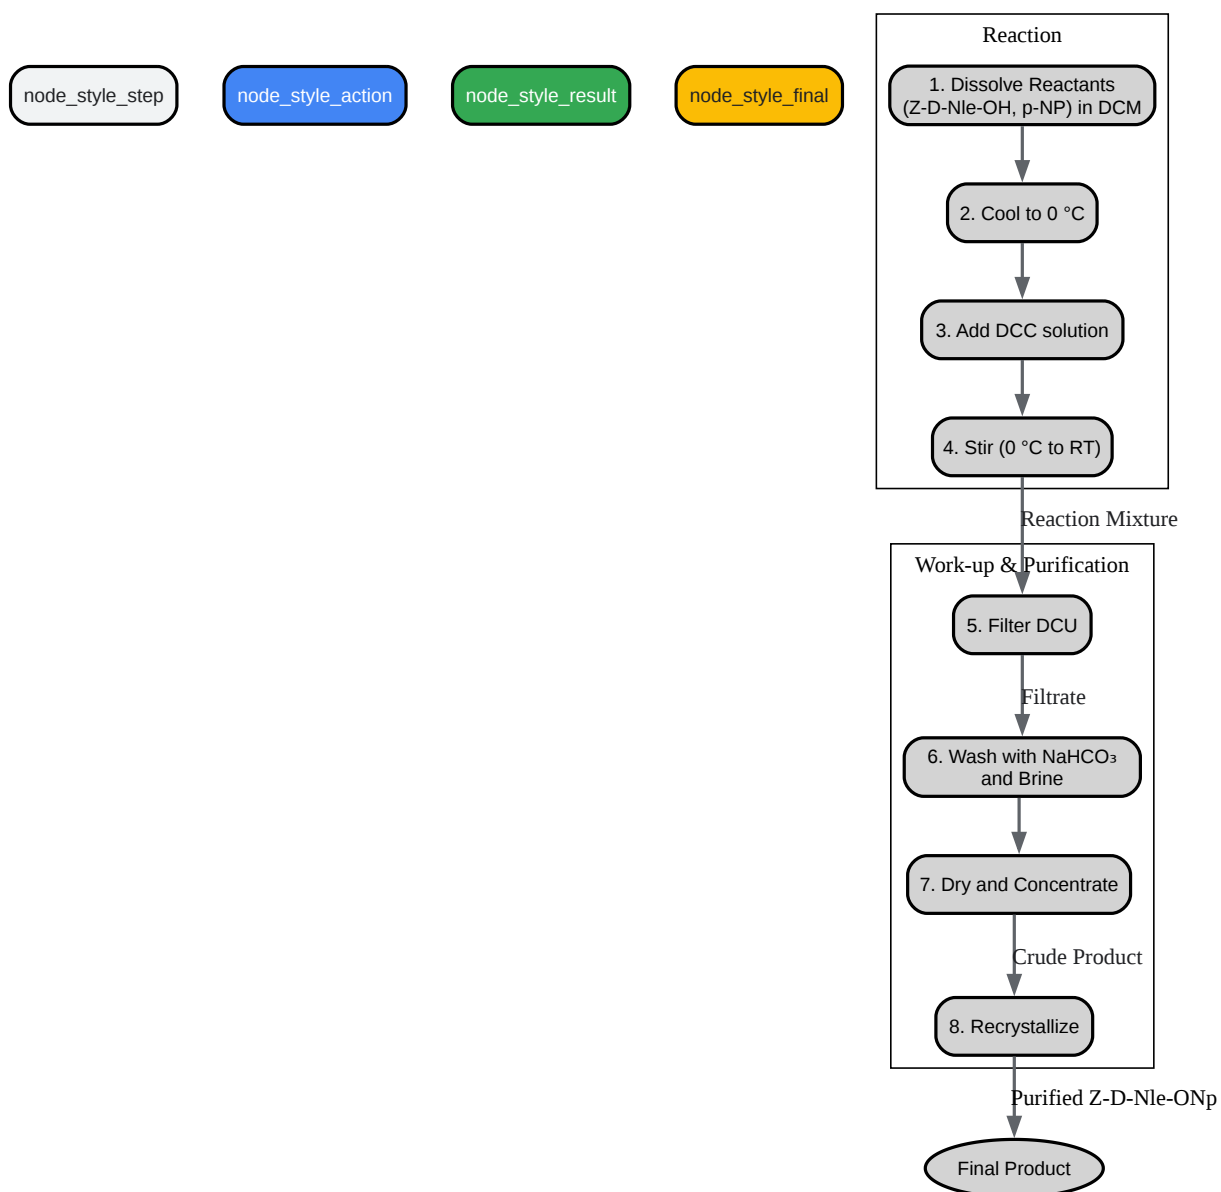 Reaction
node_style_step
node_style_action
node_style_result
node_style_final
1. Dissolve Reactants
(Z-D-Nle-OH, p-NP) in DCM
2. Cool to 0 °C
3. Add DCC solution
4. Stir (0 °C to RT)
Reaction Mixture
Work-up & Purification
5. Filter DCU
Filtrate
6. Wash with NaHCO₃
and Brine
7. Dry and Concentrate
Crude Product
8. Recrystallize
Purified Z-D-Nle-ONp
Final Product